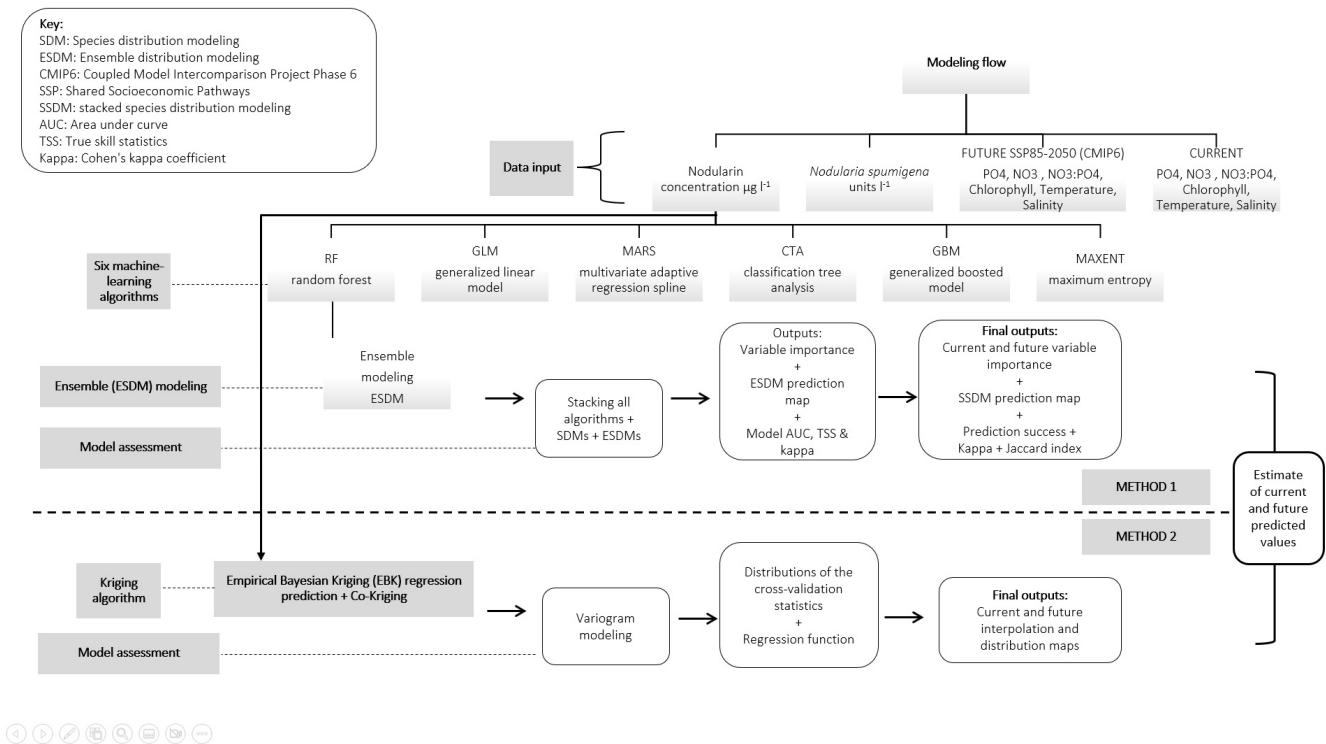 Key:
SDM: Species distribution modeling
ESDM: Ensemble distribution modeling
CMIP6: Coupled Model Intercomparison Project Phase 6
SSP: Shared Socioeconomic Pathways
SSDM: stacked species distribution modeling
AUC: Area under curve
TSS: True skill statistics
Kappa: Cohen's kappa coefficient
Modeling flow
Data input
Nodularin
concentration µg l-1
Nodularia spumigena
units l-1
FUTURE SSP85-2050 (CMIP6)
PO4, NO3 , NO3:PO4,
Chlorophyll, Temperature,
Salinity
CURRENT
PO4, NO3 , NO3:PO4,
Chlorophyll,
Temperature, Salinity
Six machine-
learning
algorithms
RF
random forest
GLM
generalized linear
model
MARS
multivariate adaptive
regression spline
CTA
classification tree
analysis
GBM
generalized boosted
model
MAXENT
maximum entropy
Ensemble (ESDM) modeling
Ensemble
modeling
ESDM
Model assessment
Stacking all
algorithms +
SDMs + ESDMs
Outputs:
Variable importance
+
ESDM prediction
map
+
Model AUC, TSS &
kappa
Final outputs:
Current and future variable
importance
+
SSDM prediction map
+
Prediction success +
Kappa + Jaccard index
METHOD 1
METHOD 2
Estimate
of current
and future
predicted
values
Kriging
algorithm
Empirical Bayesian Kriging (EBK) regression
prediction + Co-Kriging
Model assessment
Variogram
modeling
Distributions of the
cross-validation
statistics
+
Regression function
Final outputs:
Current and future
interpolation and
distribution maps